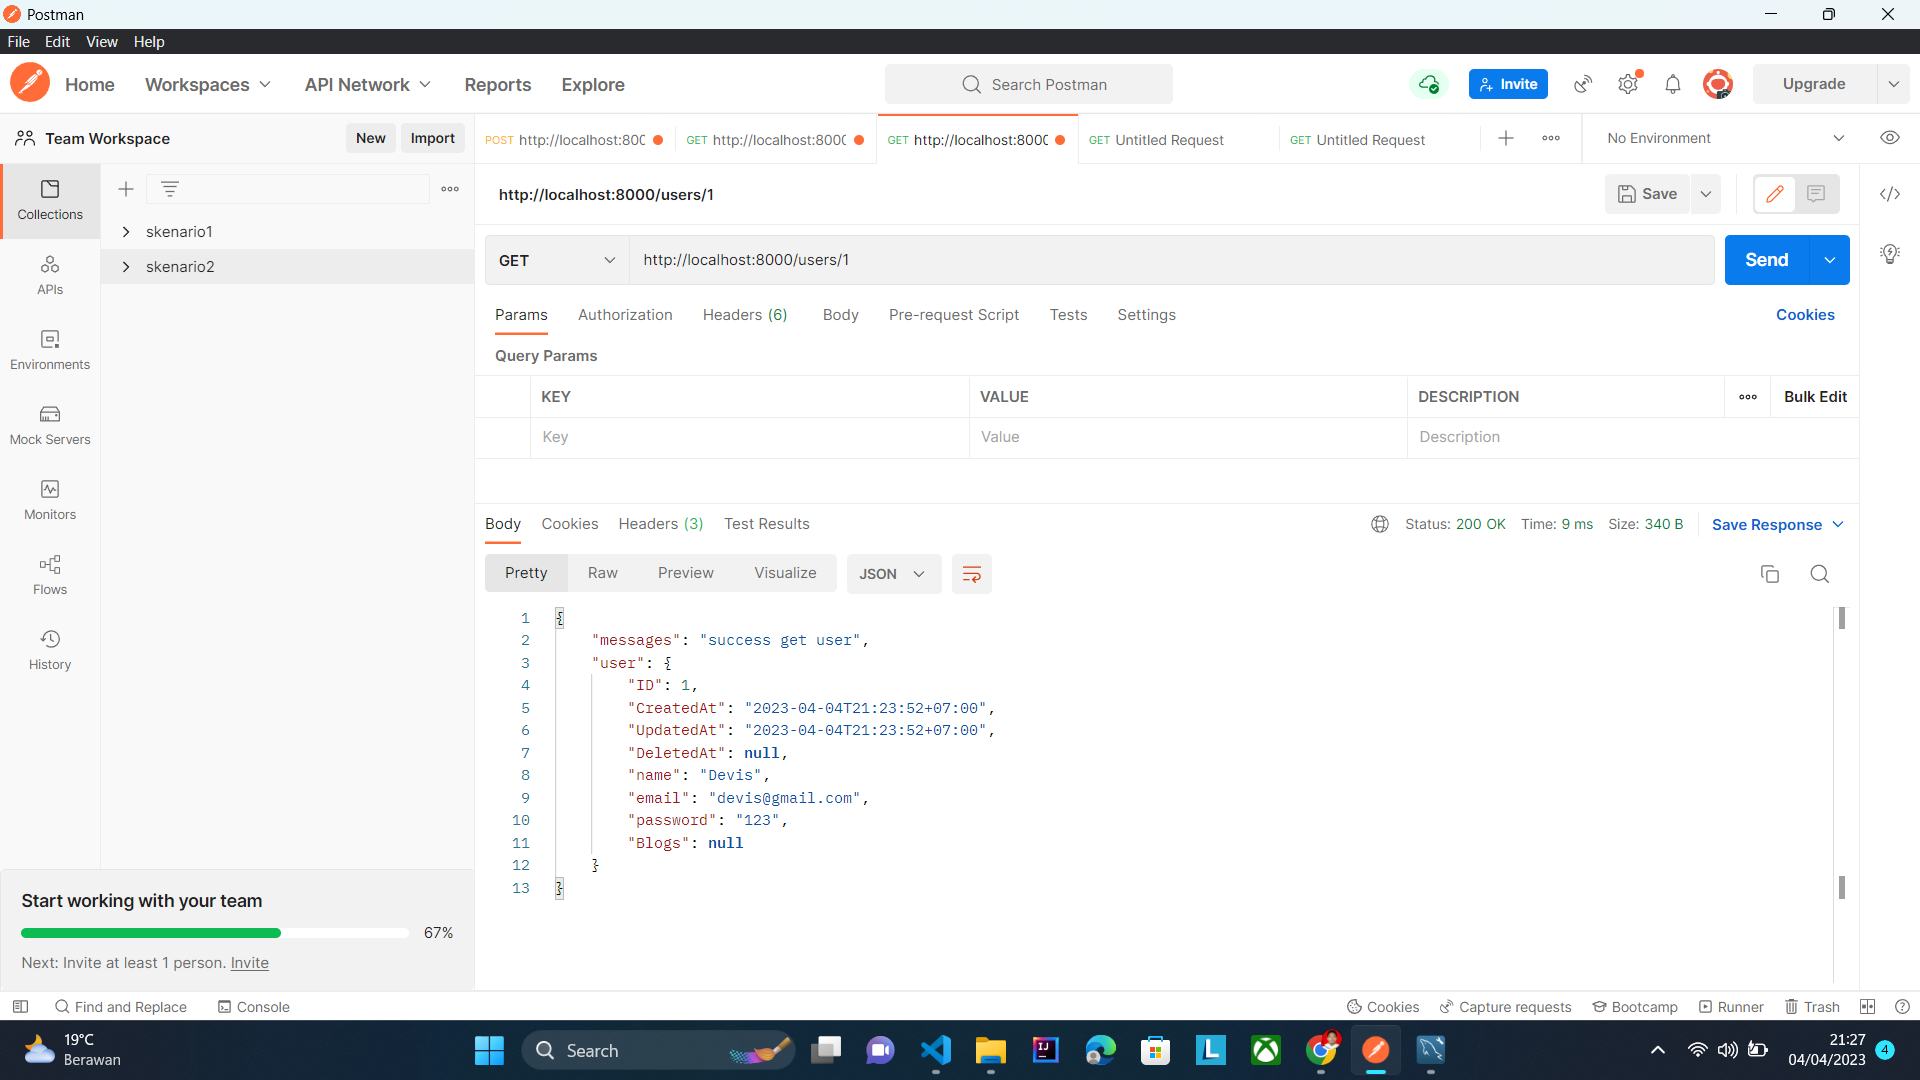 Postman
File Edit View Help
Home Workspaces API Network Reports Explore Search Postman Invite Upgrade
Team Workspace New Import
POST http://localhost:800 GET http://localhost:800 GET http://localhost:800 GET Untitled Request GET Untitled Request No Environment
Collections
APIs
Environments
Mock Servers
Monitors
Flows
History
skenario1
skenario2
http://localhost:8000/users/1 Save
GET http://localhost:8000/users/1 Send
Params Authorization Headers (6) Body Pre-request Script Tests Settings Cookies
Query Params
KEY VALUE DESCRIPTION Bulk Edit
Key Value Description
Body Cookies Headers (3) Test Results Status: 200 OK Time: 9 ms Size: 340 B Save Response
Pretty Raw Preview Visualize JSON
1 {
2 "messages": "success get user",
3 "user": {
4 "ID": 1,
5 "CreatedAt": "2023-04-04T21:23:52+07:00",
6 "UpdatedAt": "2023-04-04T21:23:52+07:00",
7 "DeletedAt": null,
8 "name": "Devis",
9 "email": "devis@gmail.com",
10 "password": "123",
11 "Blogs": null
12 }
13 }
Start working with your team
67%
Next: Invite at least 1 person. Invite
Find and Replace Console Cookies Capture requests Bootcamp Runner Trash
19°C
Berawan
Search
21:27
04/04/2023
4